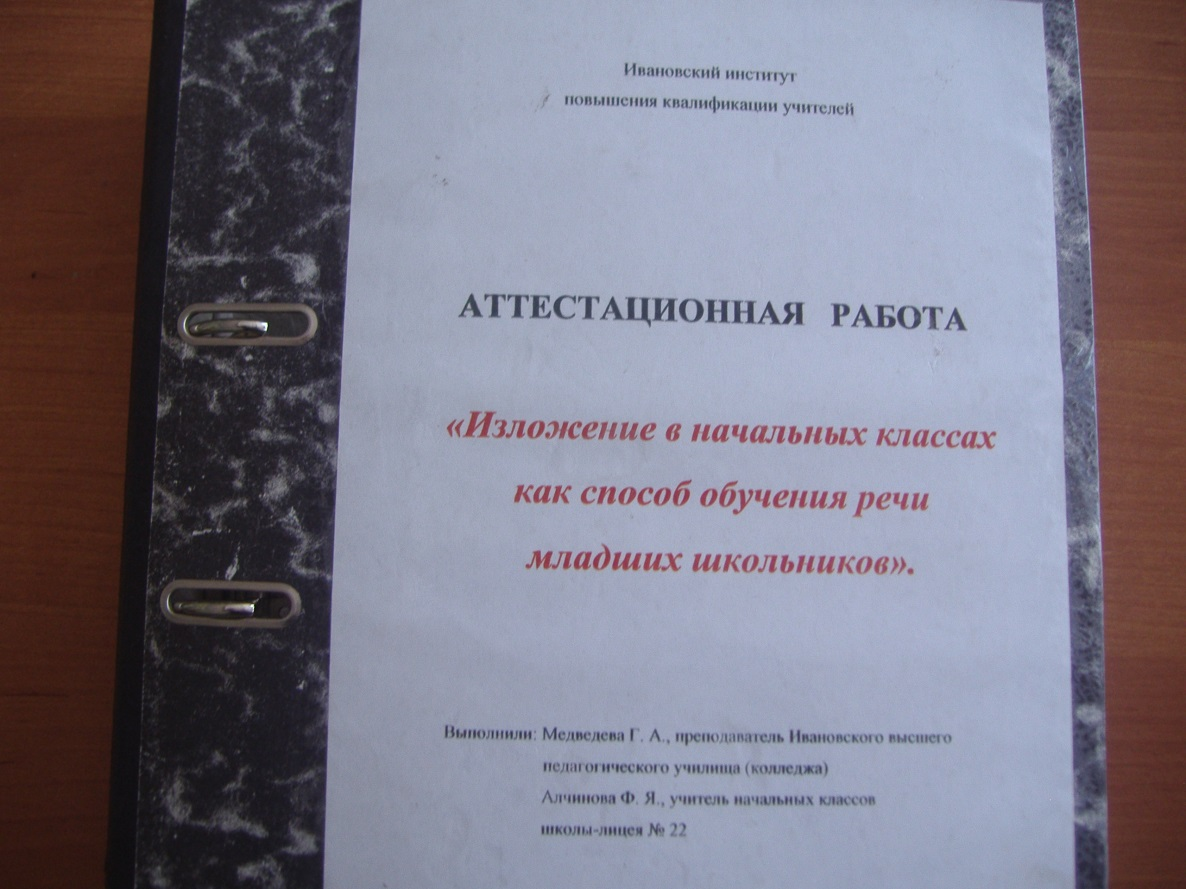 Ивановский институт
повышения квалификации учителей
АТТЕСТАЦИОННАЯ РАБОТА
«Изложение в начальных классах
как способ обучения речи
младших школьников».
Выполнили: Медведева Г. А., преподаватель Ивановского высшего
педагогического училища (колледжа)
Алчинова Ф. Я., учитель начальных классов
школы-лицея № 22